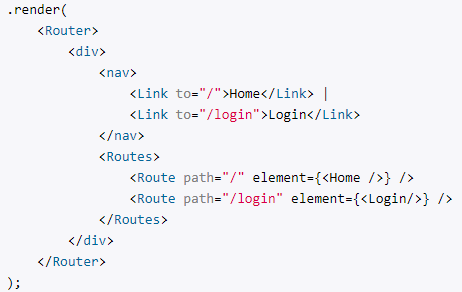 .render(
    <Router>
        <div>
            <nav>
                <Link to="/">Home</Link> |
                <Link to="/login">Login</Link>
            </nav>
            <Routes>
                <Route path="/" element={<Home />} />
                <Route path="/login" element={<Login/>} />
            </Routes>
        </div>
    </Router>
);